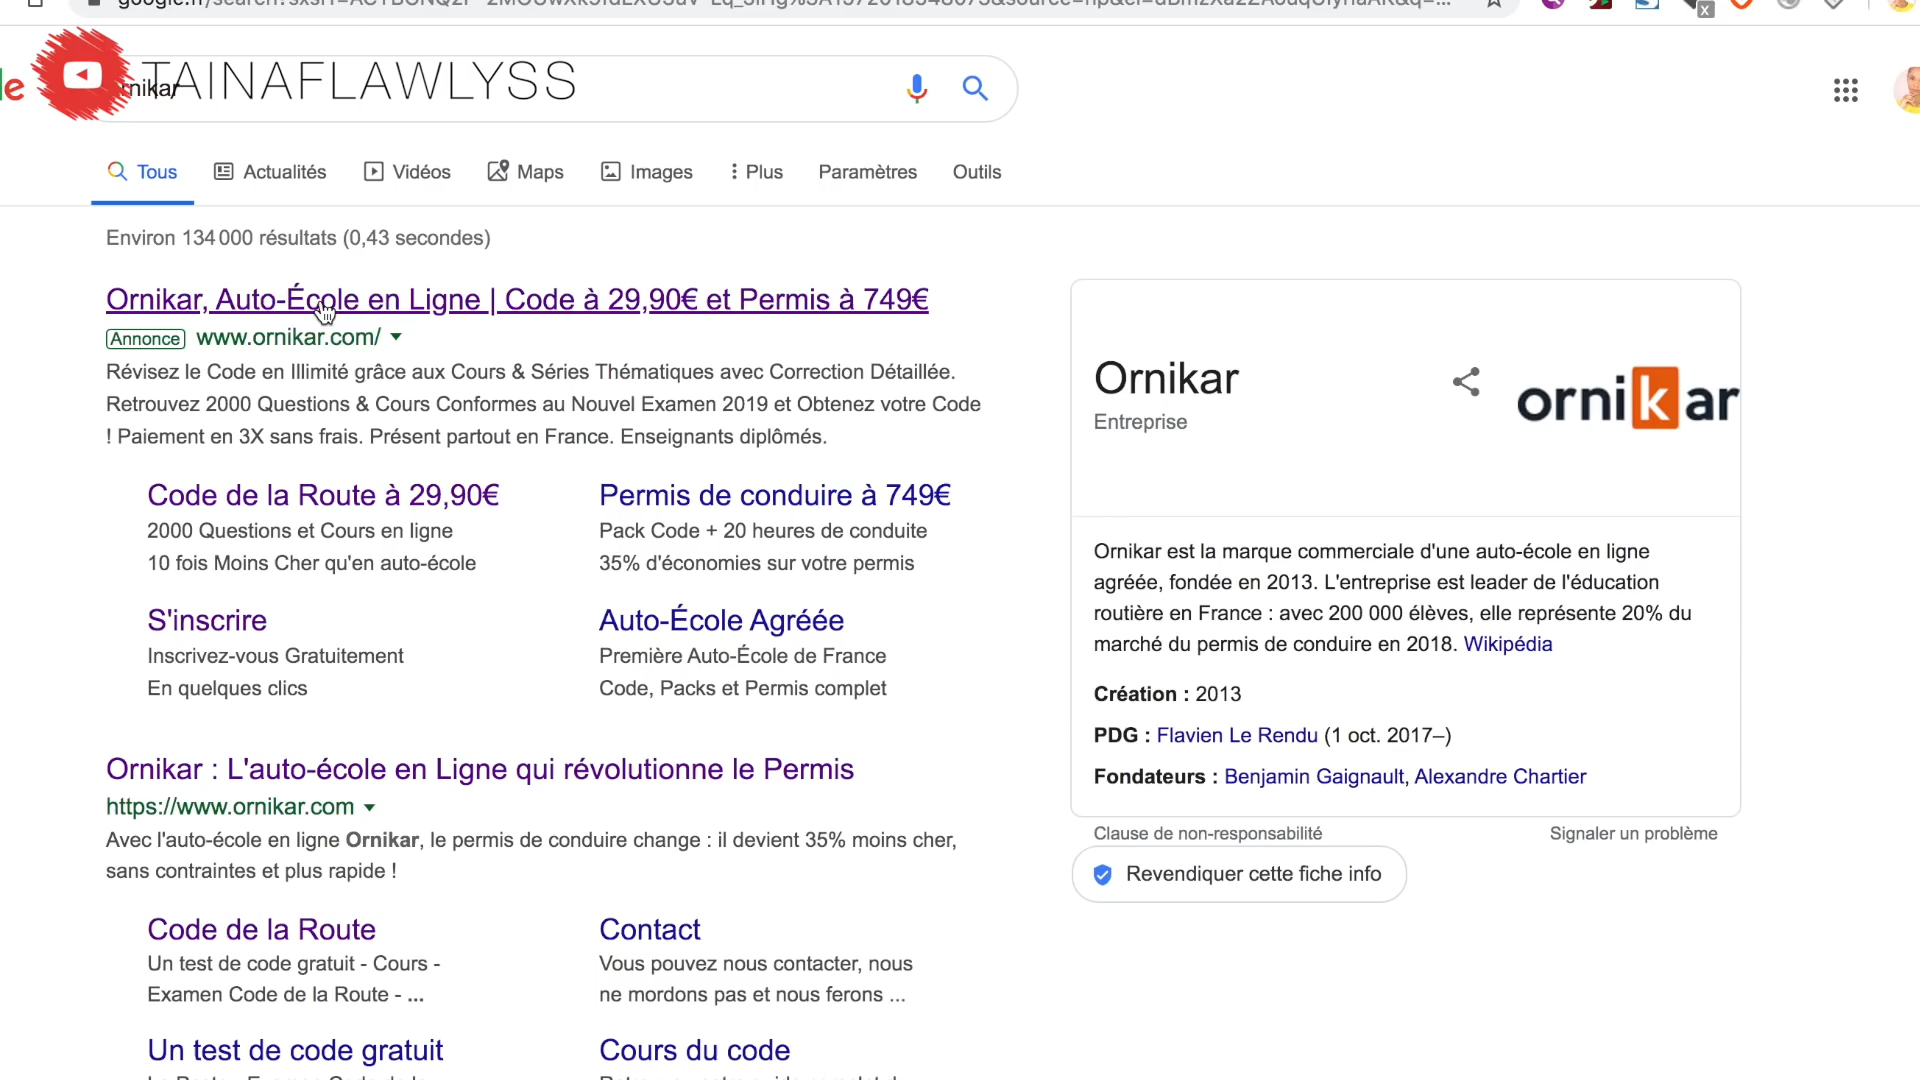 TAINAFLAWLYSS
Tous Actualités Vidéos Maps Images Plus Paramètres Outils
Environ 134 000 résultats (0,43 secondes)
Ornikar, Auto-École en Ligne | Code à 29,90€ et Permis à 749€
Annonce www.ornikar.com/
Révisez le Code en Illimité grâce aux Cours & Séries Thématiques avec Correction Détaillée.
Retrouvez 2000 Questions & Cours Conformes au Nouvel Examen 2019 et Obtenez votre Code
! Paiement en 3X sans frais. Présent partout en France. Enseignants diplômés.
Code de la Route à 29,90€
2000 Questions et Cours en ligne
10 fois Moins Cher qu'en auto-école
Permis de conduire à 749€
Pack Code + 20 heures de conduite
35% d'économies sur votre permis
S'inscrire
Inscrivez-vous Gratuitement
En quelques clics
Auto-École Agréée
Première Auto-École de France
Code, Packs et Permis complet
Ornikar : L'auto-école en Ligne qui révolutionne le Permis
https://www.ornikar.com
Avec l'auto-école en ligne Ornikar, le permis de conduire change : il devient 35% moins cher,
sans contraintes et plus rapide !
Code de la Route
Un test de code gratuit - Cours -
Examen Code de la Route - ...
Contact
Vous pouvez nous contacter, nous
ne mordons pas et nous ferons ...
Un test de code gratuit
Cours du code
Ornikar
Entreprise
ornikar
Ornikar est la marque commerciale d'une auto-école en ligne
agréée, fondée en 2013. L'entreprise est leader de l'éducation
routière en France : avec 200 000 élèves, elle représente 20% du
marché du permis de conduire en 2018. Wikipédia
Création : 2013
PDG : Flavien Le Rendu (1 oct. 2017–)
Fondateurs : Benjamin Gaignault, Alexandre Chartier
Clause de non-responsabilité
Signaler un problème
Revendiquer cette fiche info